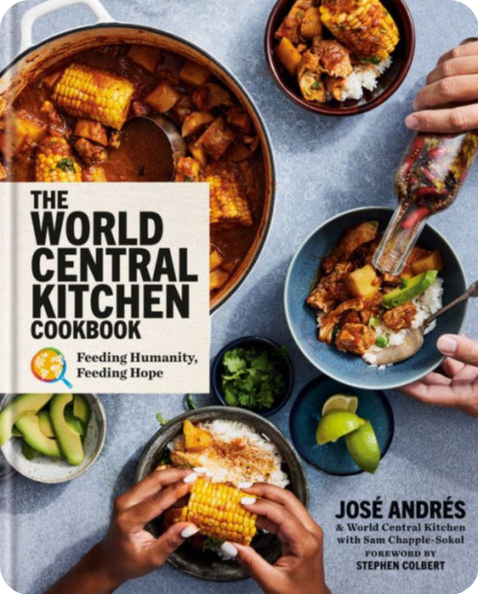 THE
WORLD
CENTRAL
KITCHEN
COOKBOOK
Feeding Humanity,
Feeding Hope
JOSÉ ANDRÉS
& World Central Kitchen
with Sam Chapple-Sokol
FOREWORD BY
STEPHEN COLBERT